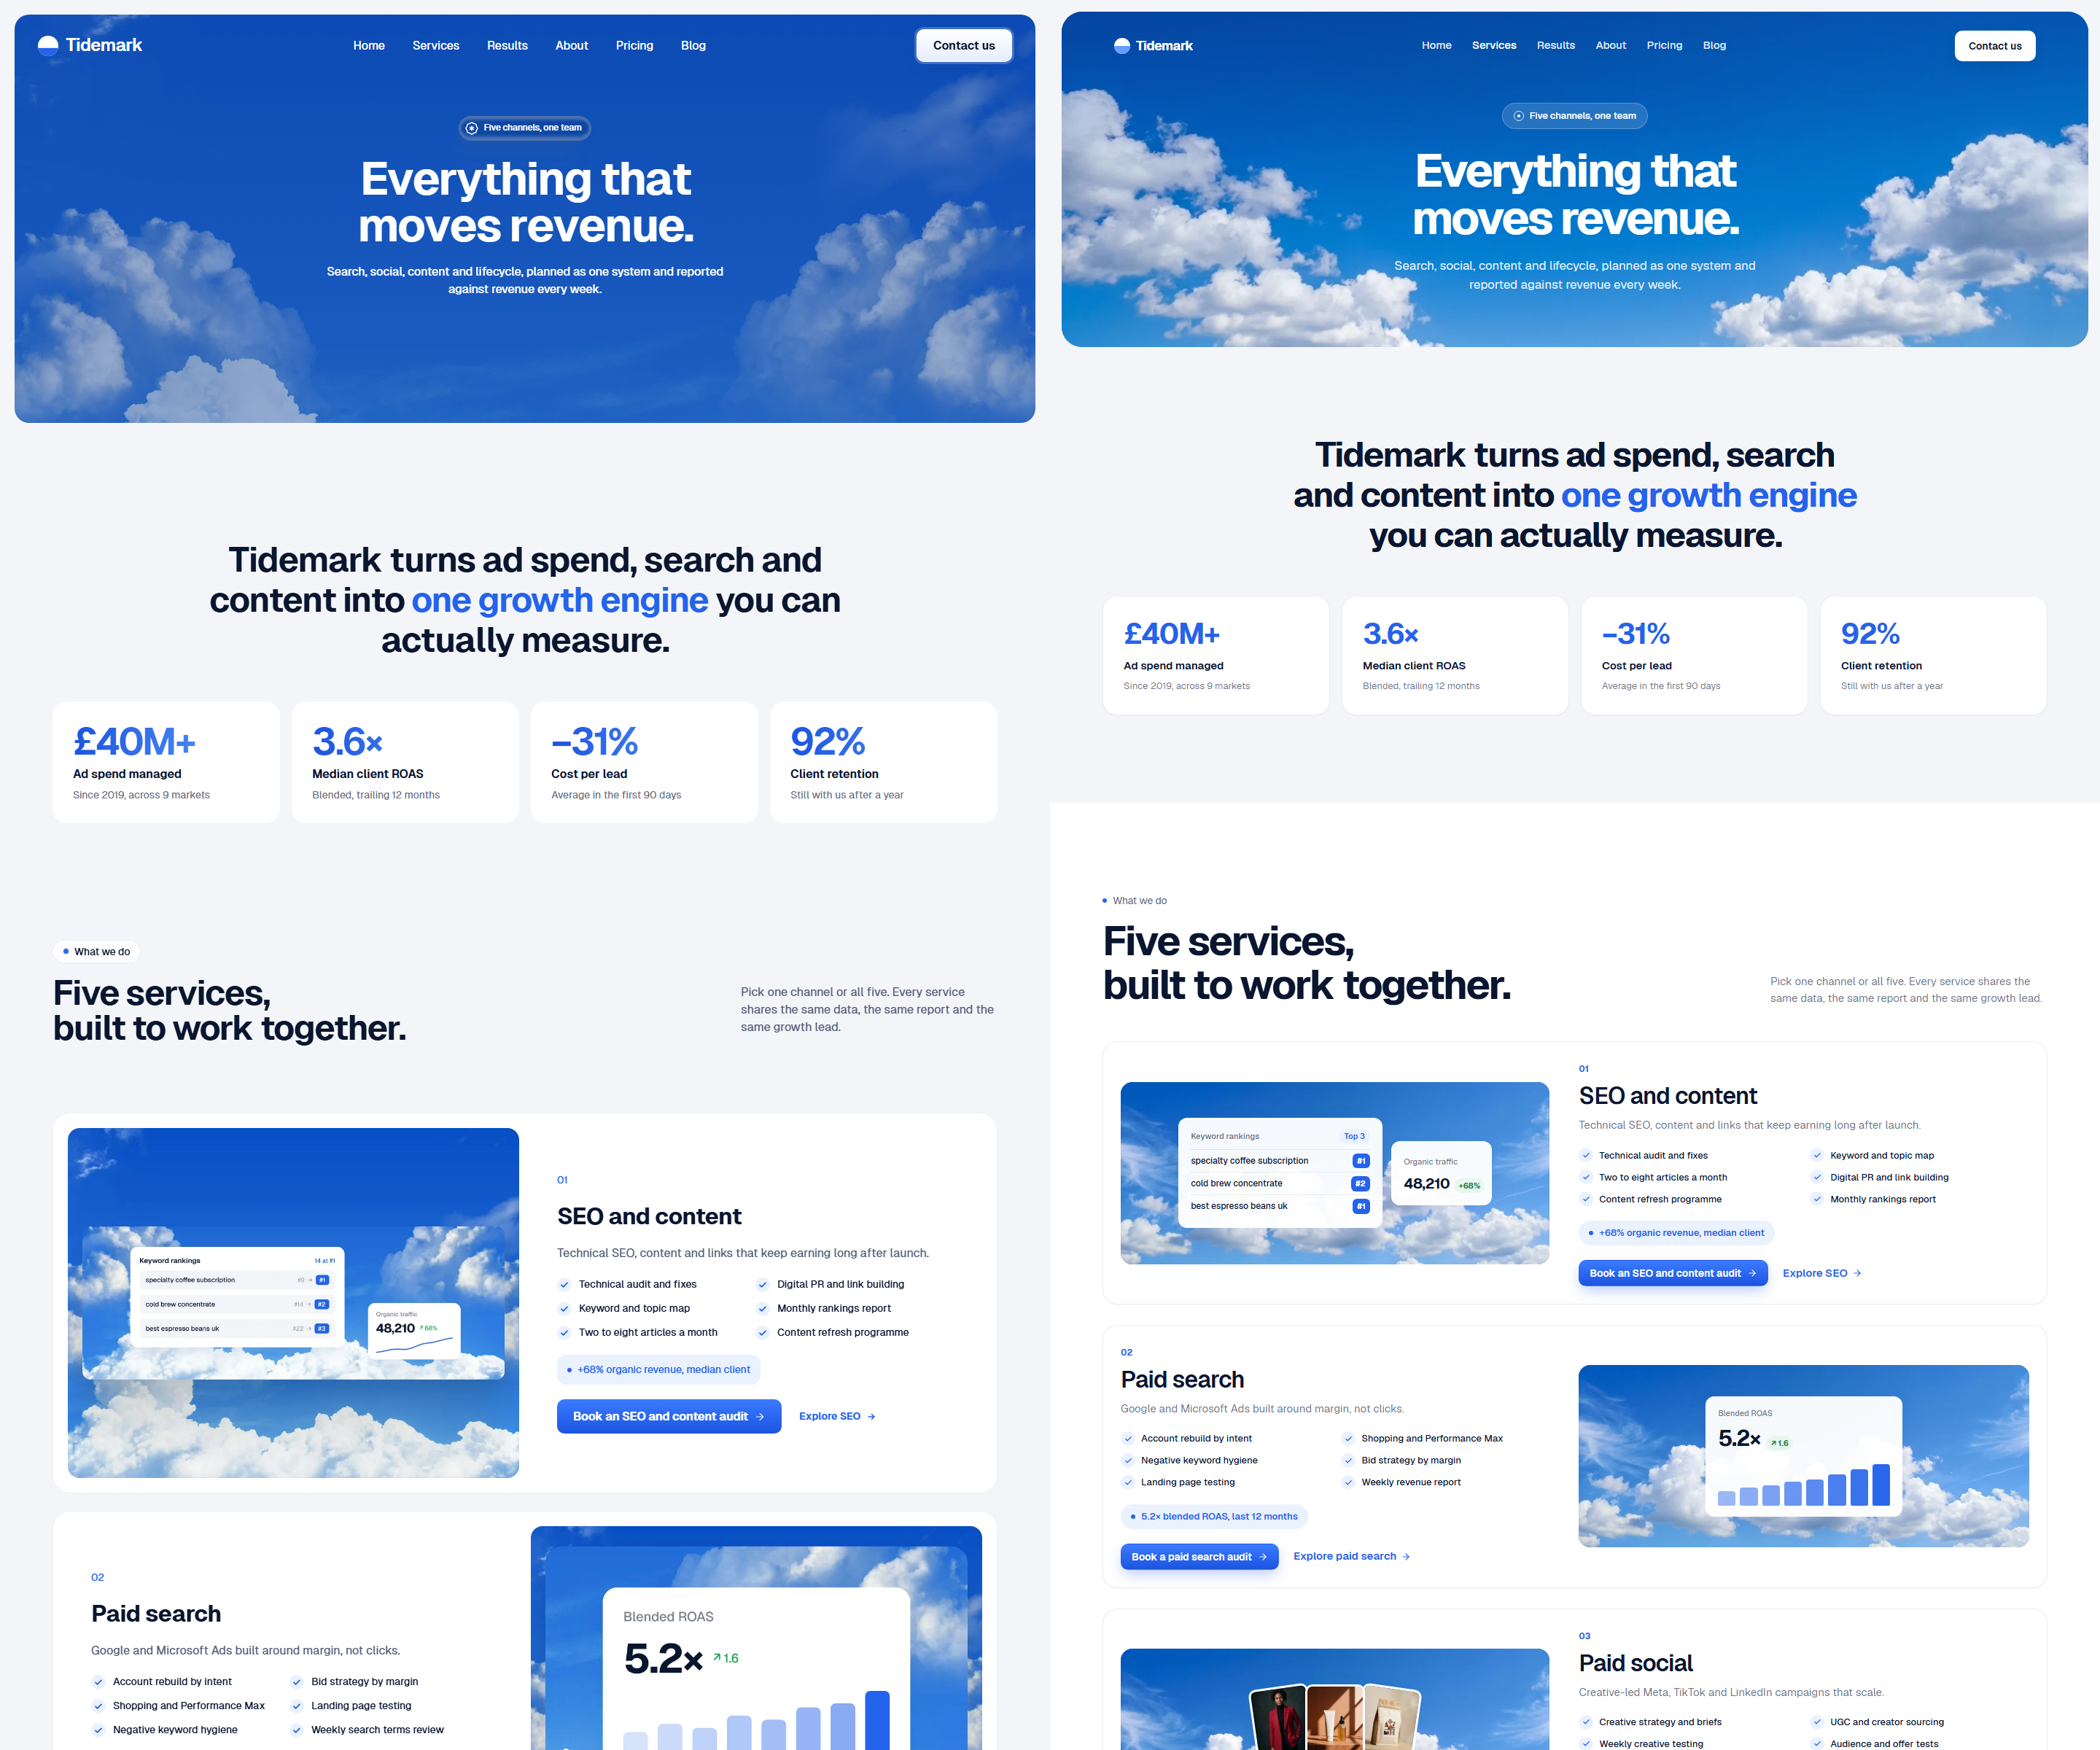 Tidemark
Home Services Results About Pricing Blog
Contact us
Five channels, one team
Everything that
moves revenue.
Search, social, content and lifecycle, planned as one system and reported
against revenue every week.
Tidemark turns ad spend, search and
content into one growth engine you can
actually measure.
£40M+
Ad spend managed
Since 2019, across 9 markets
3.6×
Median client ROAS
Blended, trailing 12 months
–31%
Cost per lead
Average in the first 90 days
92%
Client retention
Still with us after a year
What we do
Five services,
built to work together.
Pick one channel or all five. Every service
shares the same data, the same report and the
same growth lead.
Keyword rankings 14 at #1
specialty coffee subscription #9 → #1
cold brew concentrate #14 → #2
best espresso beans uk #22 → #3
Organic traffic
48,210 ↗68%
01
SEO and content
Technical SEO, content and links that keep earning long after launch.
Technical audit and fixes
Digital PR and link building
Keyword and topic map
Monthly rankings report
Two to eight articles a month
Content refresh programme
+68% organic revenue, median client
Book an SEO and content audit →
Explore SEO →
02
Paid search
Google and Microsoft Ads built around margin, not clicks.
Account rebuild by intent
Bid strategy by margin
Shopping and Performance Max
Landing page testing
Negative keyword hygiene
Weekly search terms review
Blended ROAS
5.2× ↗1.6
Tidemark
Home Services Results About Pricing Blog
Contact us
Five channels, one team
Everything that
moves revenue.
Search, social, content and lifecycle, planned as one system and
reported against revenue every week.
Tidemark turns ad spend, search
and content into one growth engine
you can actually measure.
£40M+
Ad spend managed
Since 2019, across 9 markets
3.6×
Median client ROAS
Blended, trailing 12 months
–31%
Cost per lead
Average in the first 90 days
92%
Client retention
Still with us after a year
What we do
Five services,
built to work together.
Pick one channel or all five. Every service shares the
same data, the same report and the same growth lead.
Keyword rankings Top 3
specialty coffee subscription #1
cold brew concentrate #2
best espresso beans uk #1
Organic traffic
48,210 +68%
01
SEO and content
Technical SEO, content and links that keep earning long after launch.
Technical audit and fixes
Keyword and topic map
Two to eight articles a month
Digital PR and link building
Content refresh programme
Monthly rankings report
+68% organic revenue, median client
Book an SEO and content audit →
Explore SEO →
02
Paid search
Google and Microsoft Ads built around margin, not clicks.
Account rebuild by intent
Shopping and Performance Max
Negative keyword hygiene
Bid strategy by margin
Landing page testing
Weekly revenue report
5.2× blended ROAS, last 12 months
Book a paid search audit →
Explore paid search →
Blended ROAS
5.2× ↗1.6
03
Paid social
Creative-led Meta, TikTok and LinkedIn campaigns that scale.
Creative strategy and briefs
UGC and creator sourcing
Weekly creative testing
Audience and offer tests